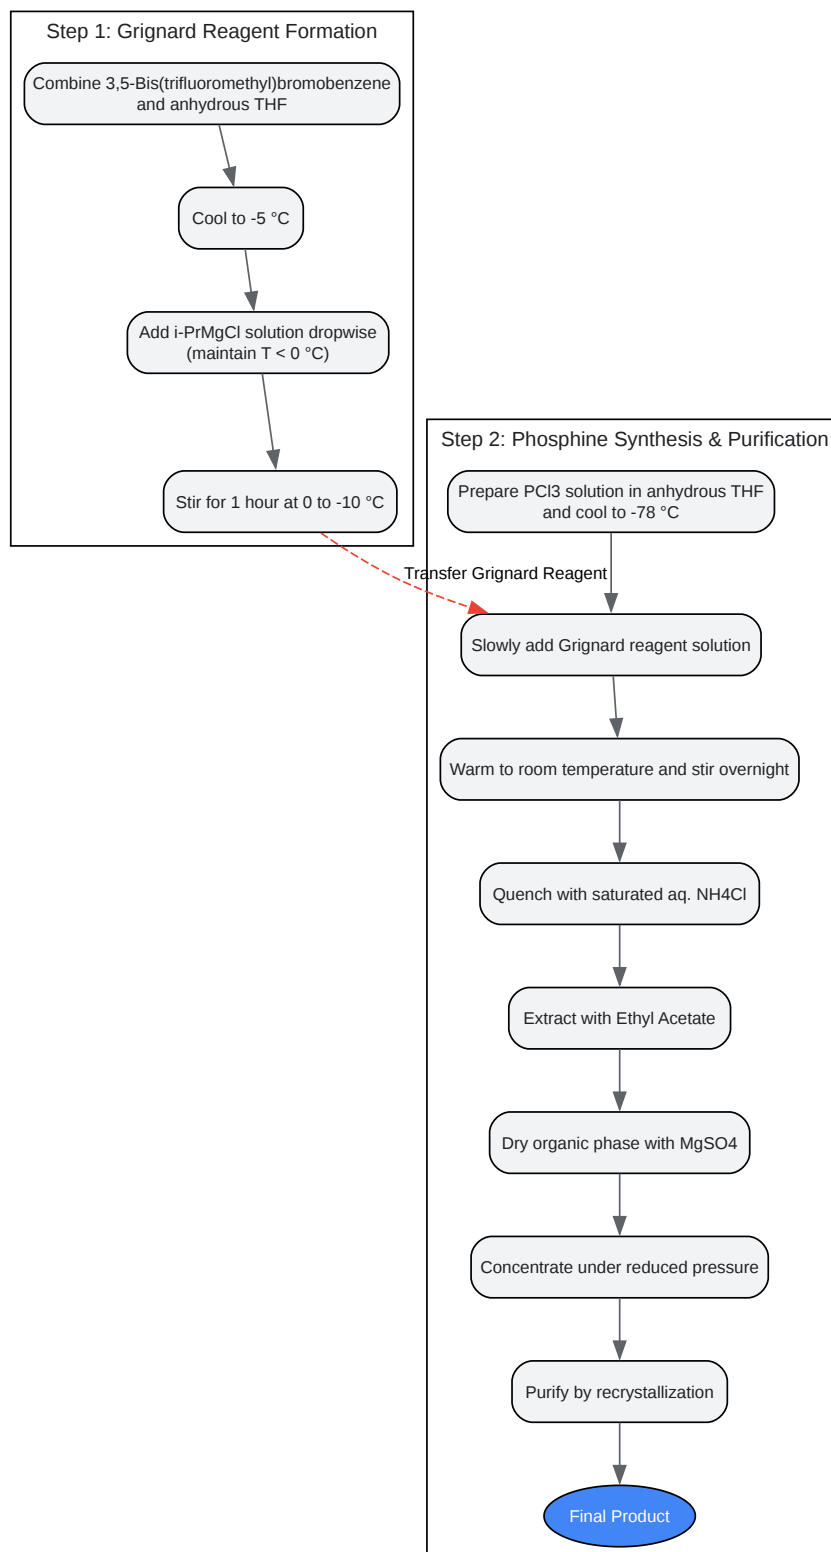 Step 1: Grignard Reagent Formation
Combine 3,5-Bis(trifluoromethyl)bromobenzene
and anhydrous THF
Cool to -5 °C
Add i-PrMgCl solution dropwise
(maintain T < 0 °C)
Stir for 1 hour at 0 to -10 °C
Step 2: Phosphine Synthesis & Purification
Prepare PCl3 solution in anhydrous THF
and cool to -78 °C
Transfer Grignard Reagent
Slowly add Grignard reagent solution
Warm to room temperature and stir overnight
Quench with saturated aq. NH4Cl
Extract with Ethyl Acetate
Dry organic phase with MgSO4
Concentrate under reduced pressure
Purify by recrystallization
Final Product